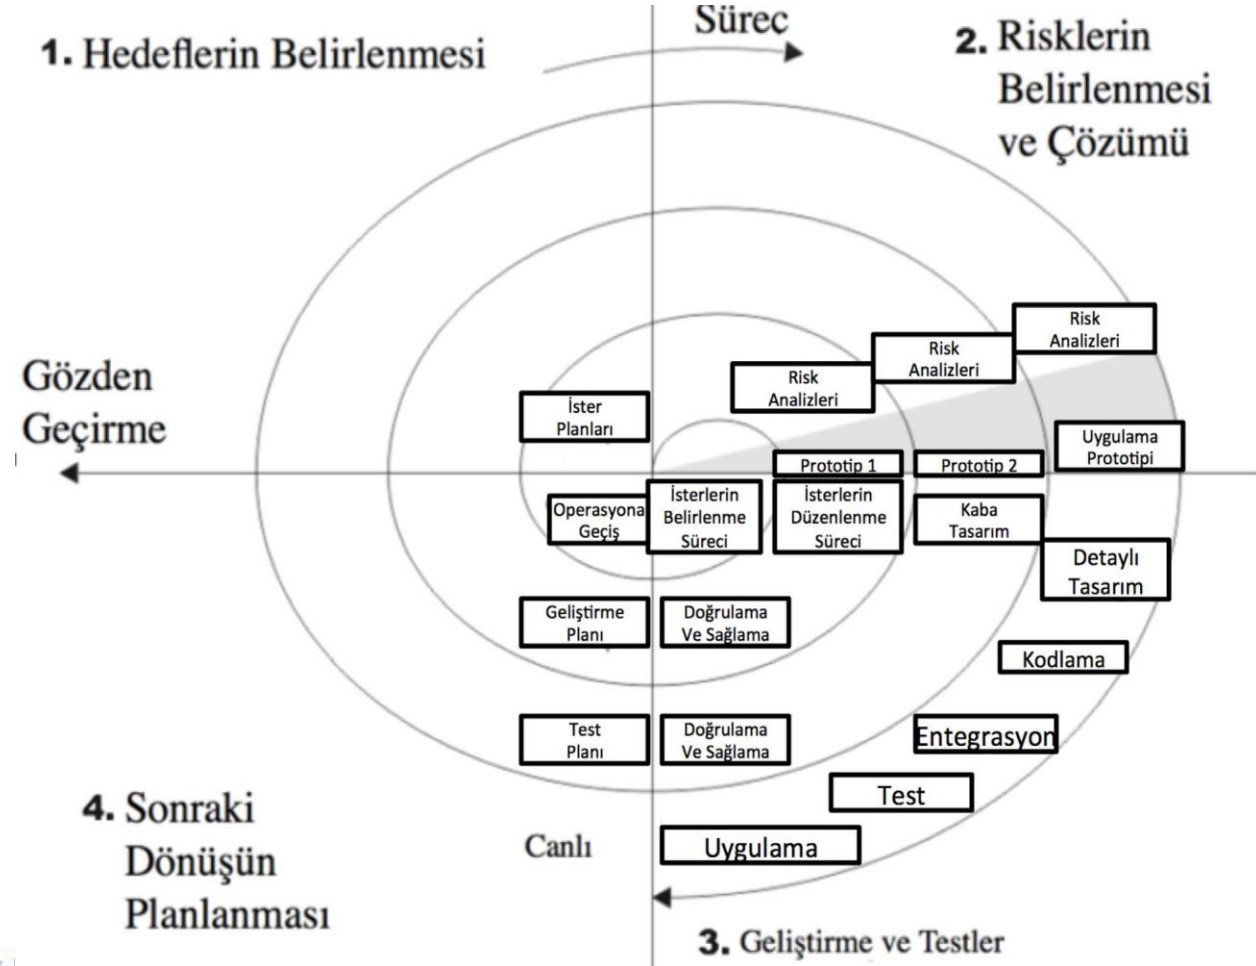 Süreç
1. Hedeflerin Belirlenmesi
2. Risklerin
Belirlenmesi
ve Çözümü
Gözden
Geçirme
Risk
Analizleri
Risk
Analizleri
Risk
Analizleri
İster
Planları
Uygulama
Prototipi
Prototip 1
Prototip 2
Operasyona
Geçiş
İsterlerin
Belirlenme
Süreci
İsterlerin
Düzenlenme
Süreci
Kaba
Tasarım
Detaylı
Tasarım
Geliştirme
Planı
Doğrulama
Ve Sağlama
Kodlama
Test
Planı
Doğrulama
Ve Sağlama
Entegrasyon
Test
Uygulama
Canlı
4. Sonraki
Dönüşün
Planlanması
3. Geliştirme ve Testler